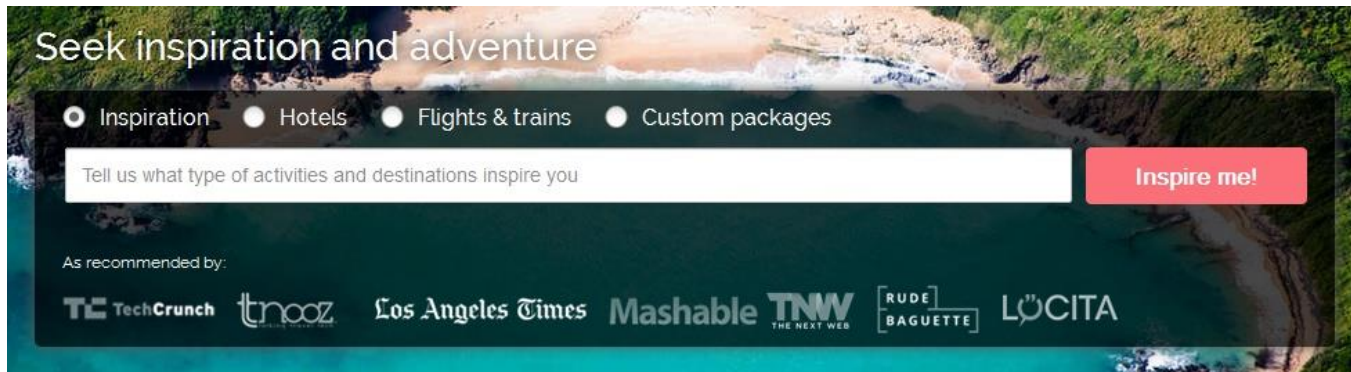 Seek inspiration and adventure
Inspiration Hotels Flights & trains Custom packages
Tell us what type of activities and destinations inspire you
Inspire me!
As recommended by:
TC TechCrunch tnooz Los Angeles Times Mashable TNW THE NEXT WEB RUDE BAGUETTE LOCITA